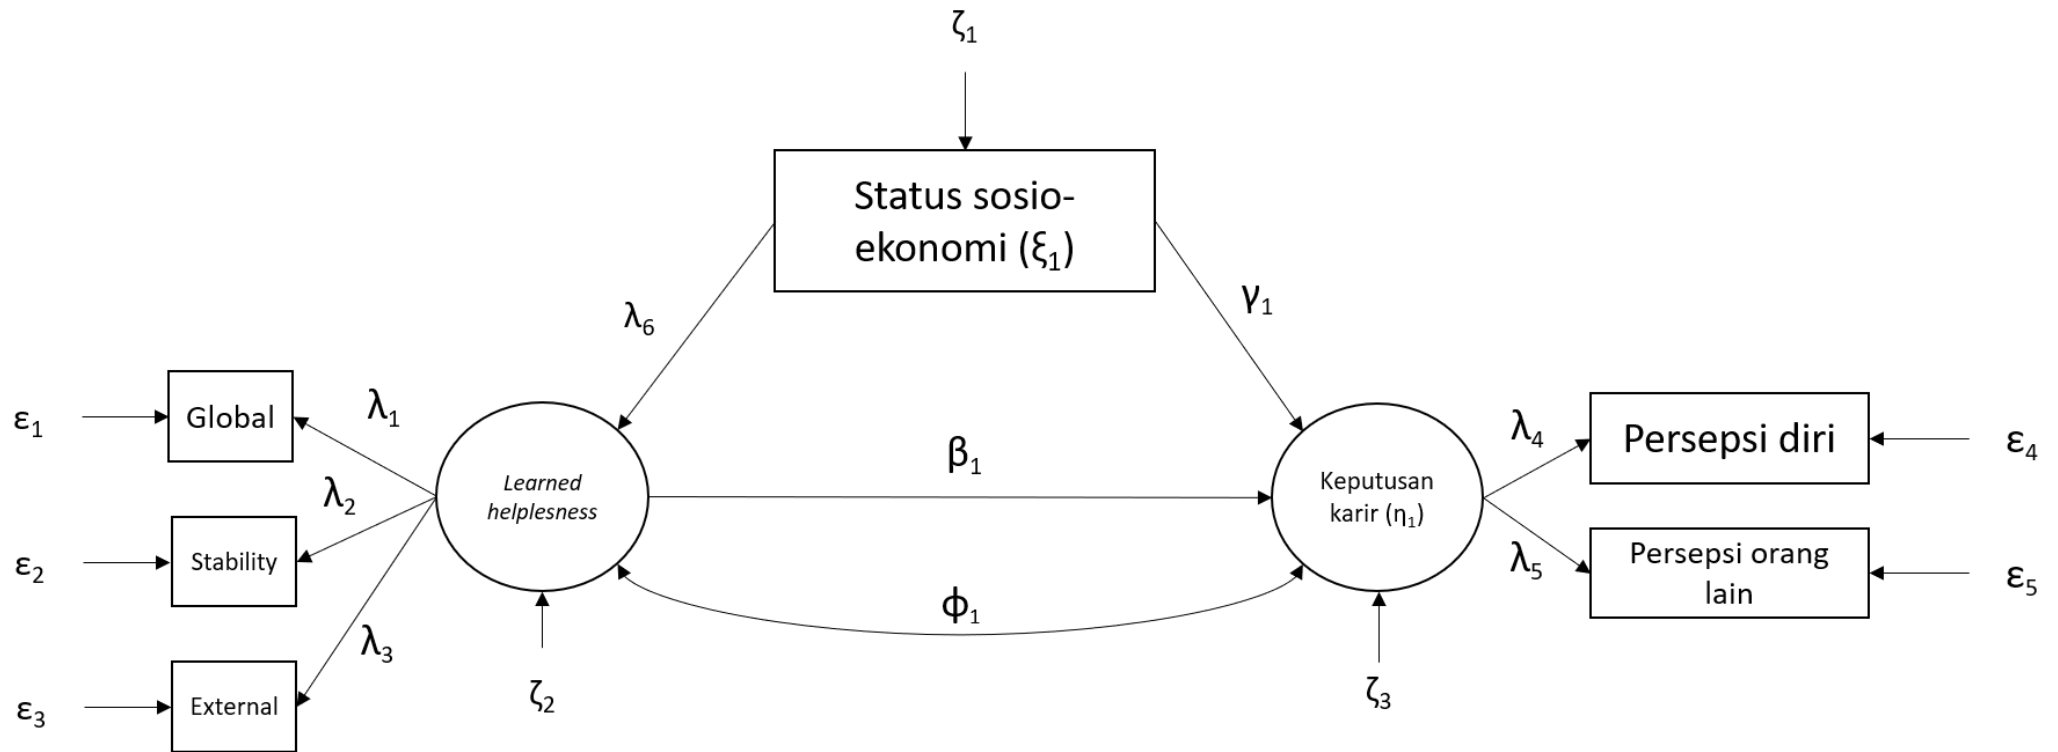 ζ₁
Status sosio-
ekonomi (ξ₁)
λ₆
γ₁
ε₁
Global
λ₁
λ₂
ε₂
Stability
λ₃
ε₃
External
Learned
helplesness
ζ₂
β₁
ϕ₁
Keputusan
karir (η₁)
ζ₃
λ₄
Persepsi diri
ε₄
λ₅
Persepsi orang
lain
ε₅